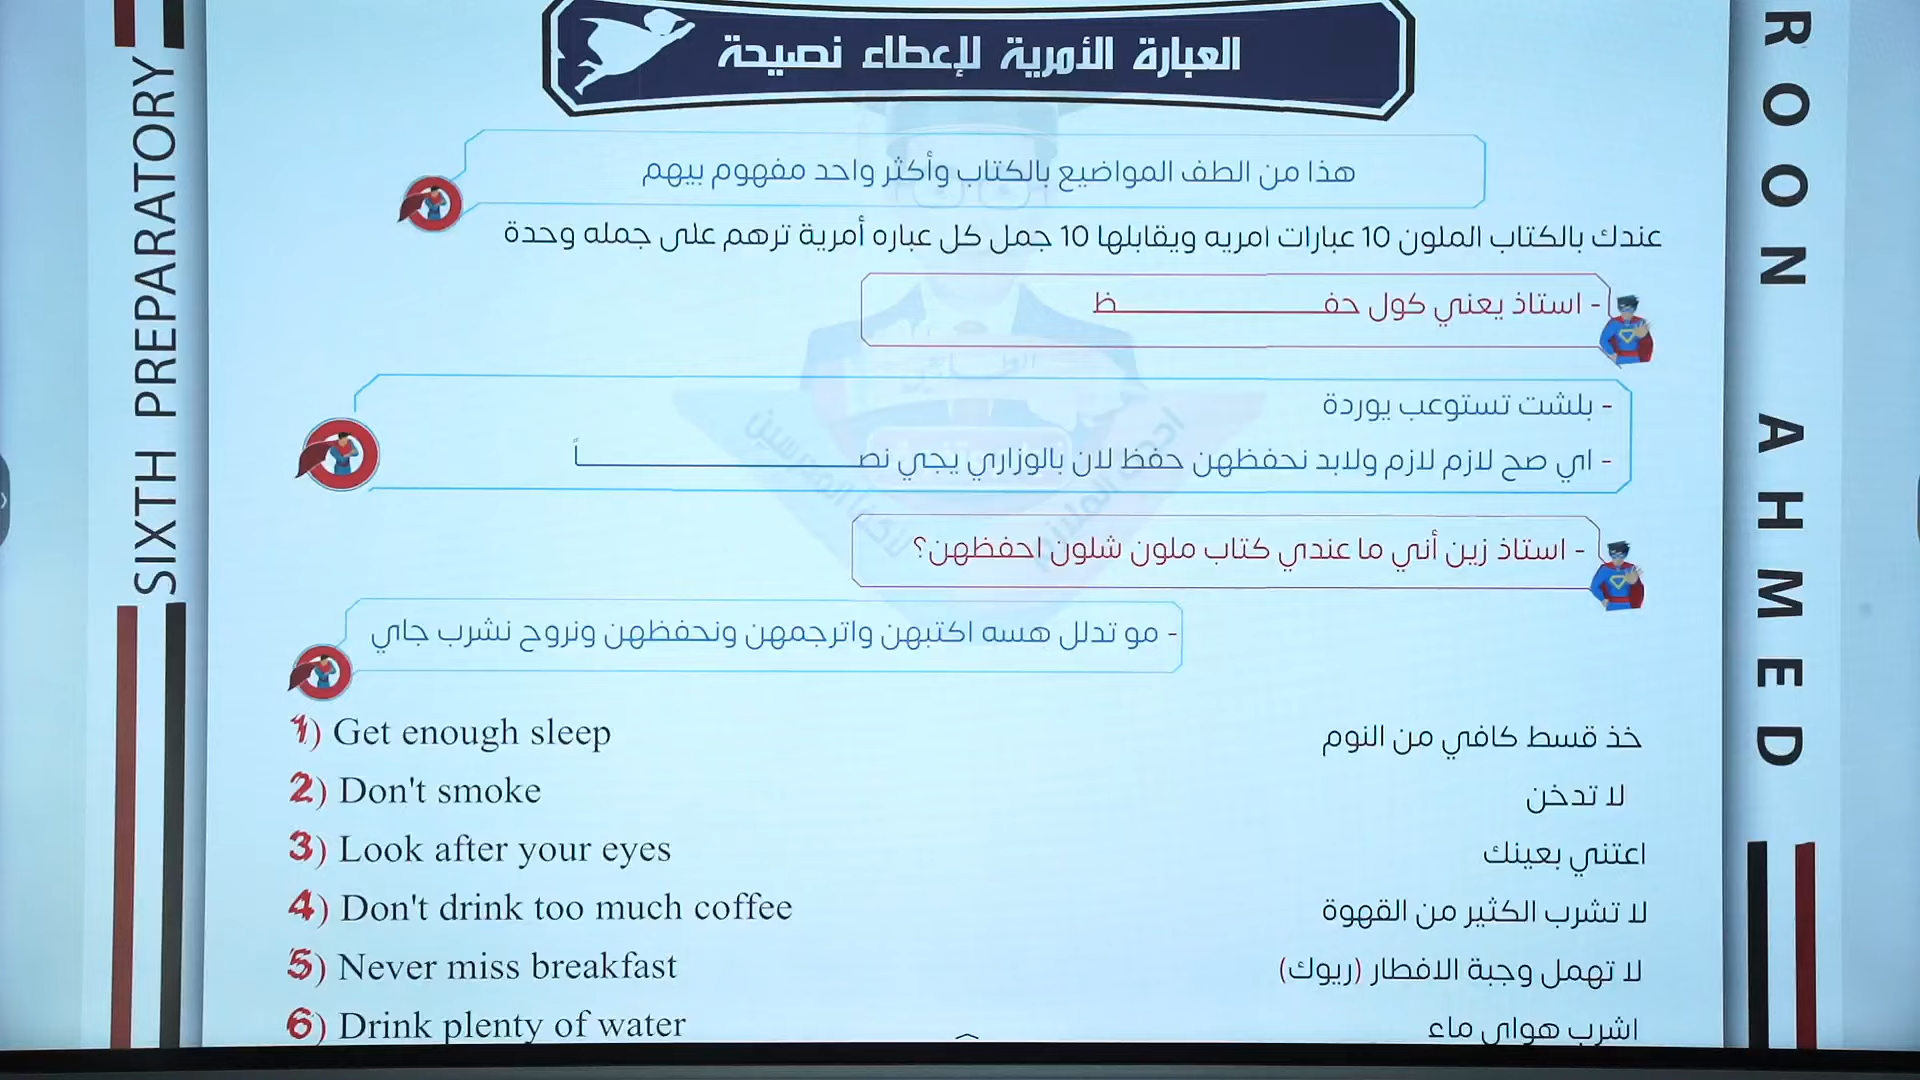 العبارة الأمرية لإعطاء نصيحة
هذا من الطف المواضيع بالكتاب وأكثر واحد مفهوم بيهم
عندك بالكتاب الملون 10 عبارات امريه ويقابلها 10 جمل كل عباره أمرية ترهم على جمله وحدة
- استاذ يعني كول حفـــــــــــــــظ
- بلشت تستوعب يوردة
- اي صح لازم لازم ولابد نحفظهن حفظ لان بالوزاري يجي نصـــــــــــــــــاً
- استاذ زين أني ما عندي كتاب ملون شلون احفظهن؟
- مو تدلل هسه اكتبهن واترجمهن ونحفظهن ونروح نشرب جاي
1) Get enough sleep خذ قسط كافي من النوم
2) Don't smoke لا تدخن
3) Look after your eyes اعتني بعينك
4) Don't drink too much coffee لا تشرب الكثير من القهوة
5) Never miss breakfast لا تهمل وجبة الافطار (ريوك)
6) Drink plenty of water اشرب هواي ماء
SIXTH PREPARATORY
ROON AHMED